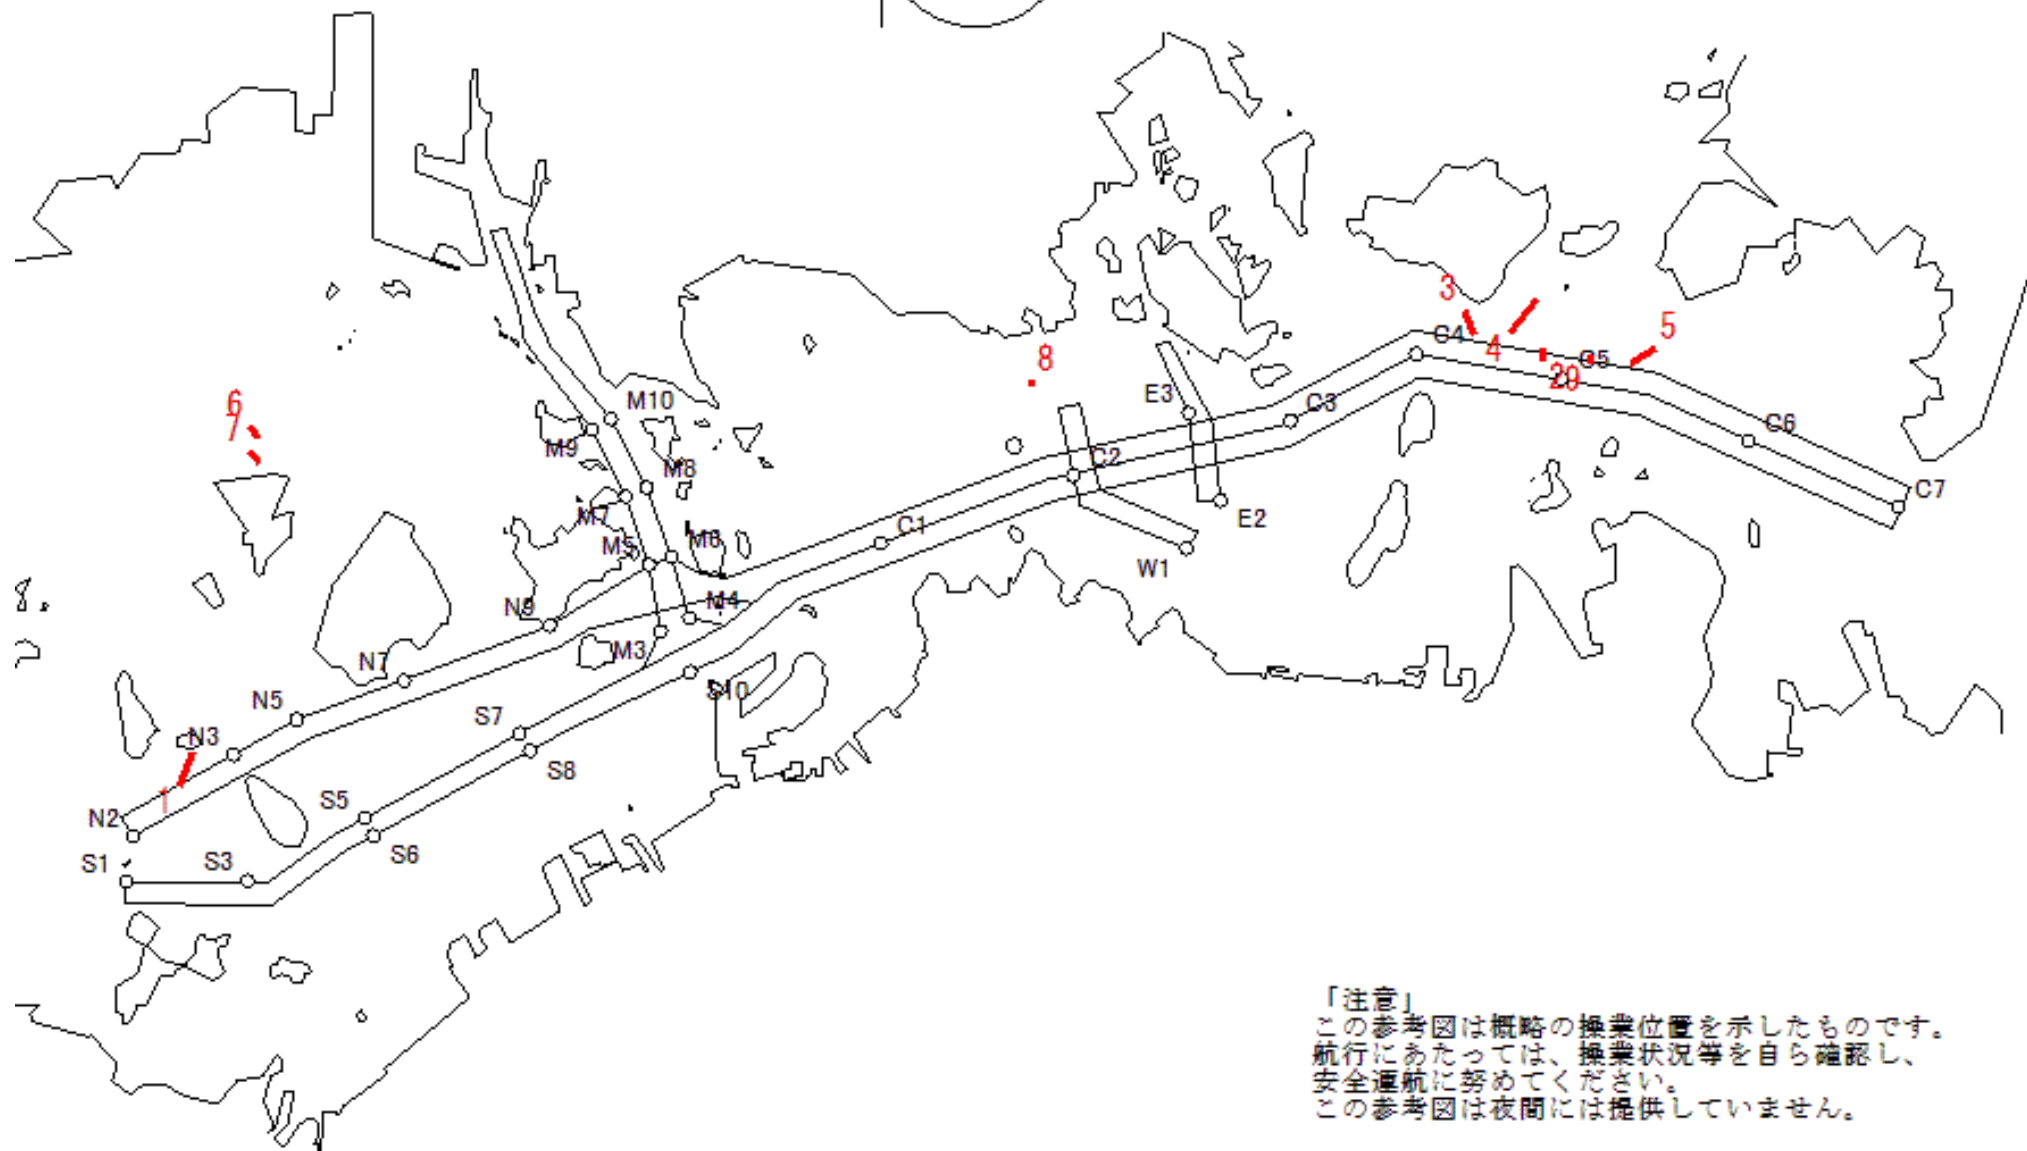 3
C4
4
5
C5
29
8
M10
E3
C3
6
7
M9
M8
C2
C6
C7
E2
M7
M5
M6
C1
W1
N9
M4
M3
N7
S10
N5
S7
N3
S8
1
S5
N2
S6
S1
S3
「注意」
この参考図は概略の操業位置を示したものです。
航行にあたっては、操業状況等を自ら確認し、
安全運航に努めてください。
この参考図は夜間には提供していません。